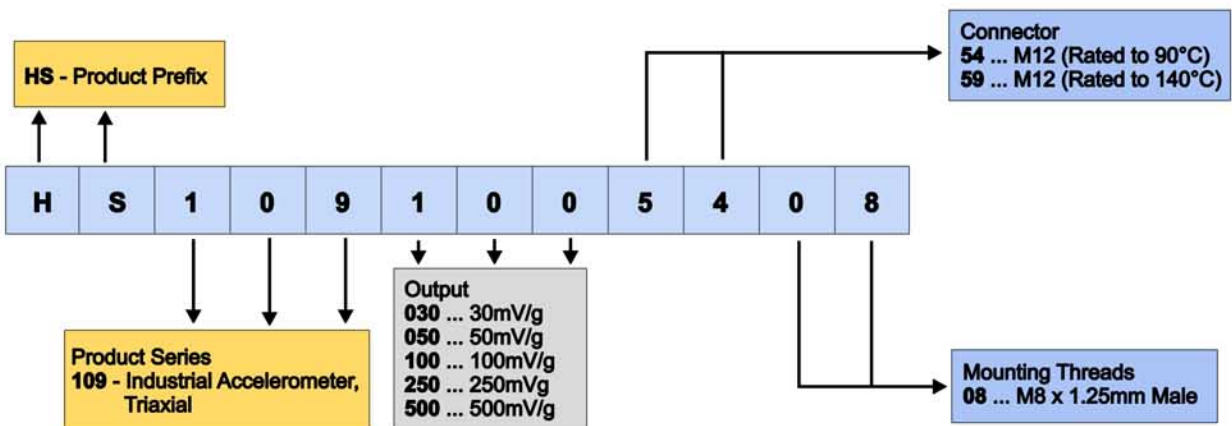 HS - Product Prefix
Connector
54 ... M12 (Rated to 90°C)
59 ... M12 (Rated to 140°C)
H S 1 0 9 1 0 0 5 4 0 8
Product Series
109 - Industrial Accelerometer,
Triaxial
Output
030 ... 30mV/g
050 ... 50mV/g
100 ... 100mV/g
250 ... 250mVg
500 ... 500mV/g
Mounting Threads
08 ... M8 x 1.25mm Male